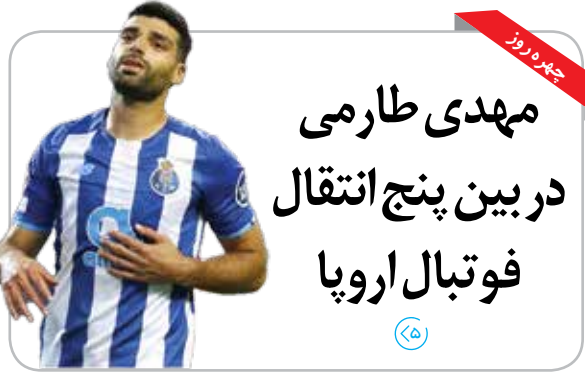 چهره روز
مهدی طارمی
در بین پنج انتقال
فوتبال اروپا
۵